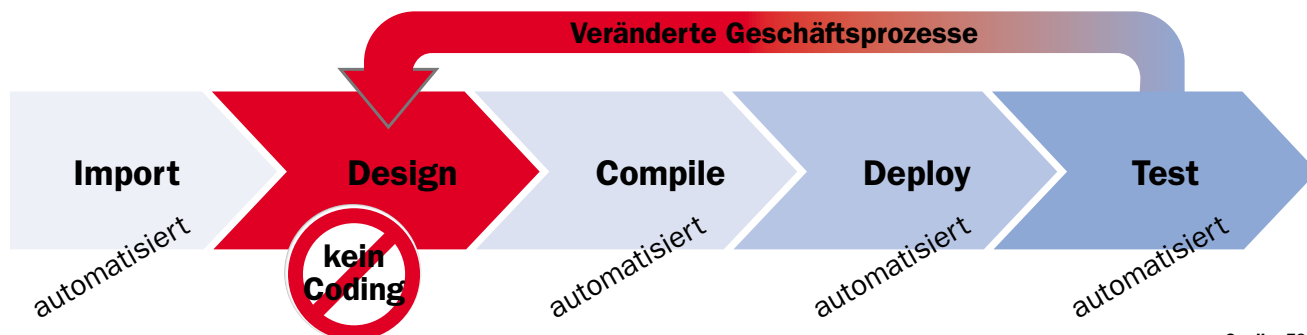 Veränderte Geschäftsprozesse
Import
Design
Compile
Deploy
Test
automatisiert
kein
Coding
automatisiert
automatisiert
automatisiert